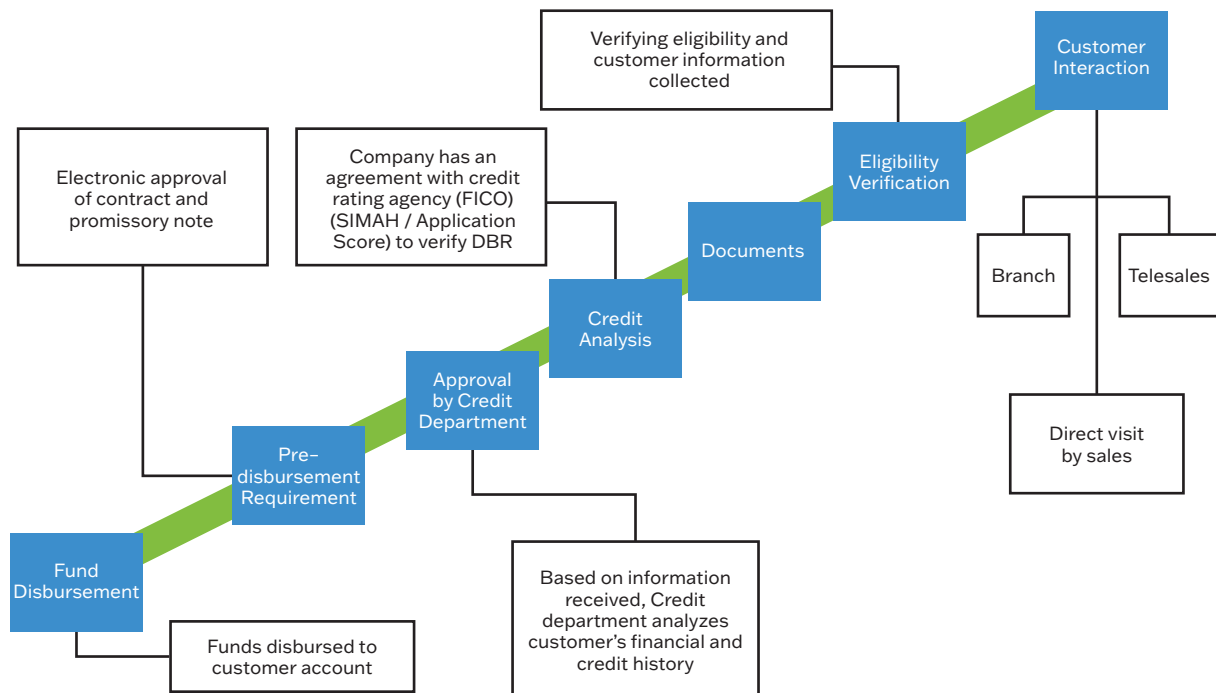 Verifying eligibility and
customer information
collected
Customer
Interaction
Electronic approval
of contract and
promissory note
Company has an
agreement with credit
rating agency (FICO)
(SIMAH / Application
Score) to verify DBR
Eligibility
Verification
Documents
Branch
Telesales
Credit
Analysis
Approval
by Credit
Department
Direct visit
by sales
Pre–
disbursement
Requirement
Fund
Disbursement
Based on information
received, Credit
department analyzes
customer’s financial and
credit history
Funds disbursed to
customer account